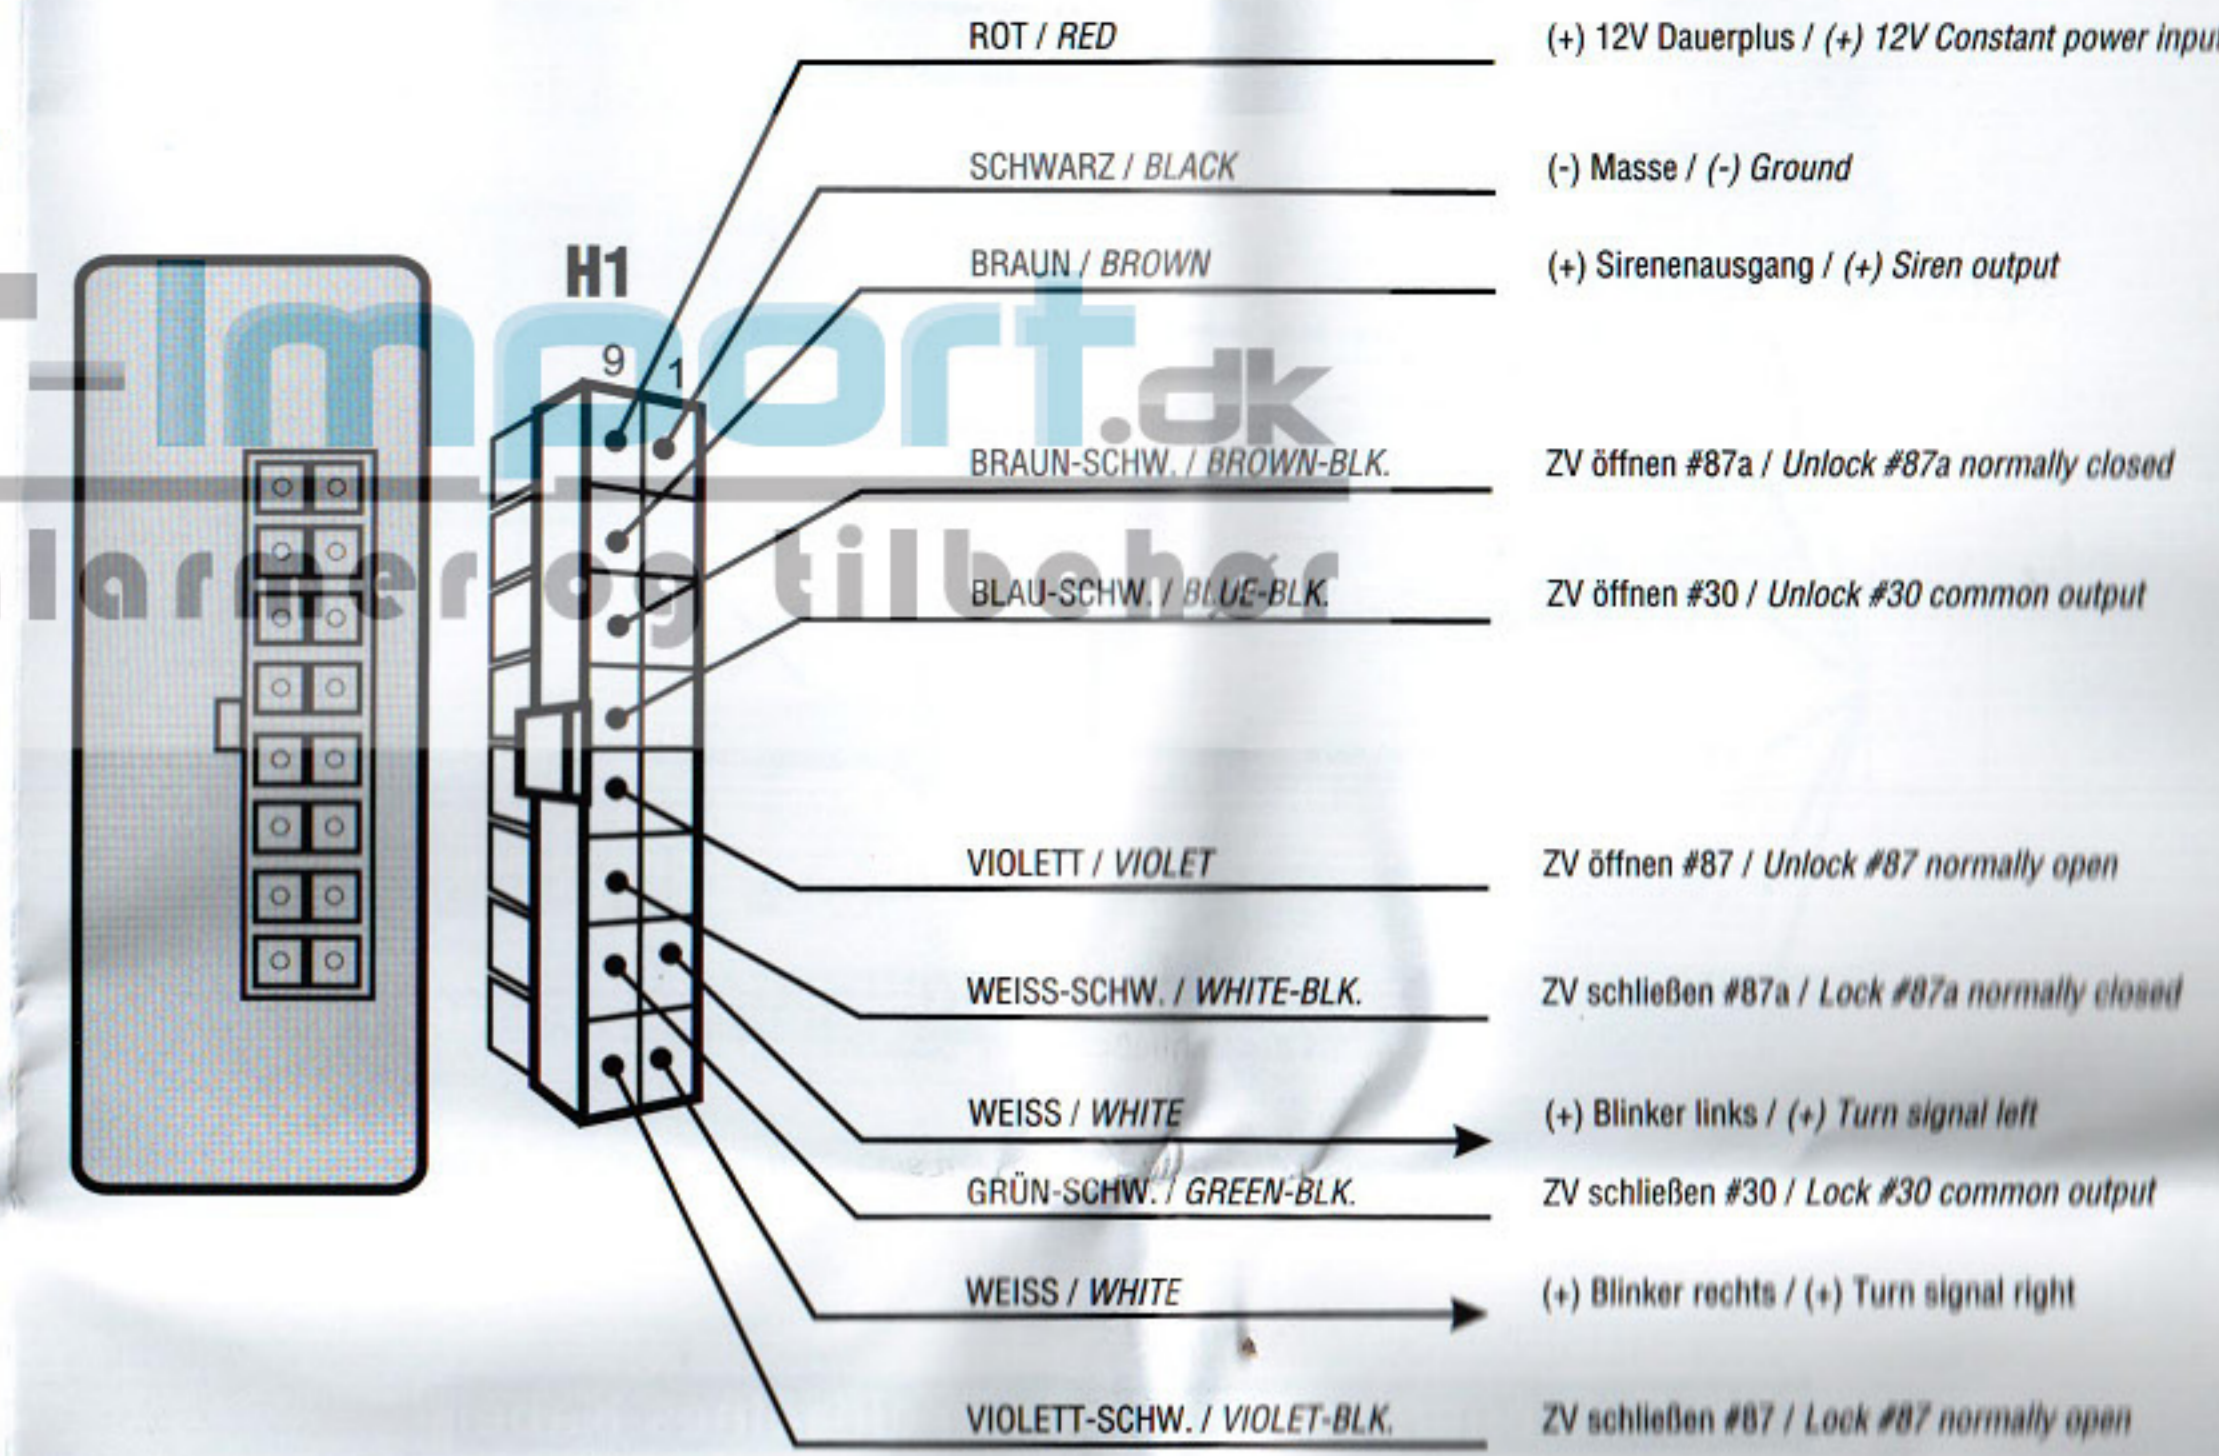 ROT / RED (+) 12V Dauerplus / (+) 12V Constant power input
SCHWARZ / BLACK (-) Masse / (-) Ground
H1
BRAUN / BROWN (+) Sirenenausgang / (+) Siren output
Import.dk
9 1
BRAUN-SCHW. / BROWN-BLK. ZV öffnen #87a / Unlock #87a normally closed
larmer og tilbehør
BLAU-SCHW. / BLUE-BLK. ZV öffnen #30 / Unlock #30 common output
VIOLETT / VIOLET ZV öffnen #87 / Unlock #87 normally open
WEISS-SCHW. / WHITE-BLK. ZV schließen #87a / Lock #87a normally closed
WEISS / WHITE (+) Blinker links / (+) Turn signal left
GRÜN-SCHW. / GREEN-BLK. ZV schließen #30 / Lock #30 common output
WEISS / WHITE (+) Blinker rechts / (+) Turn signal right
VIOLETT-SCHW. / VIOLET-BLK. ZV schließen #87 / Lock #87 normally open